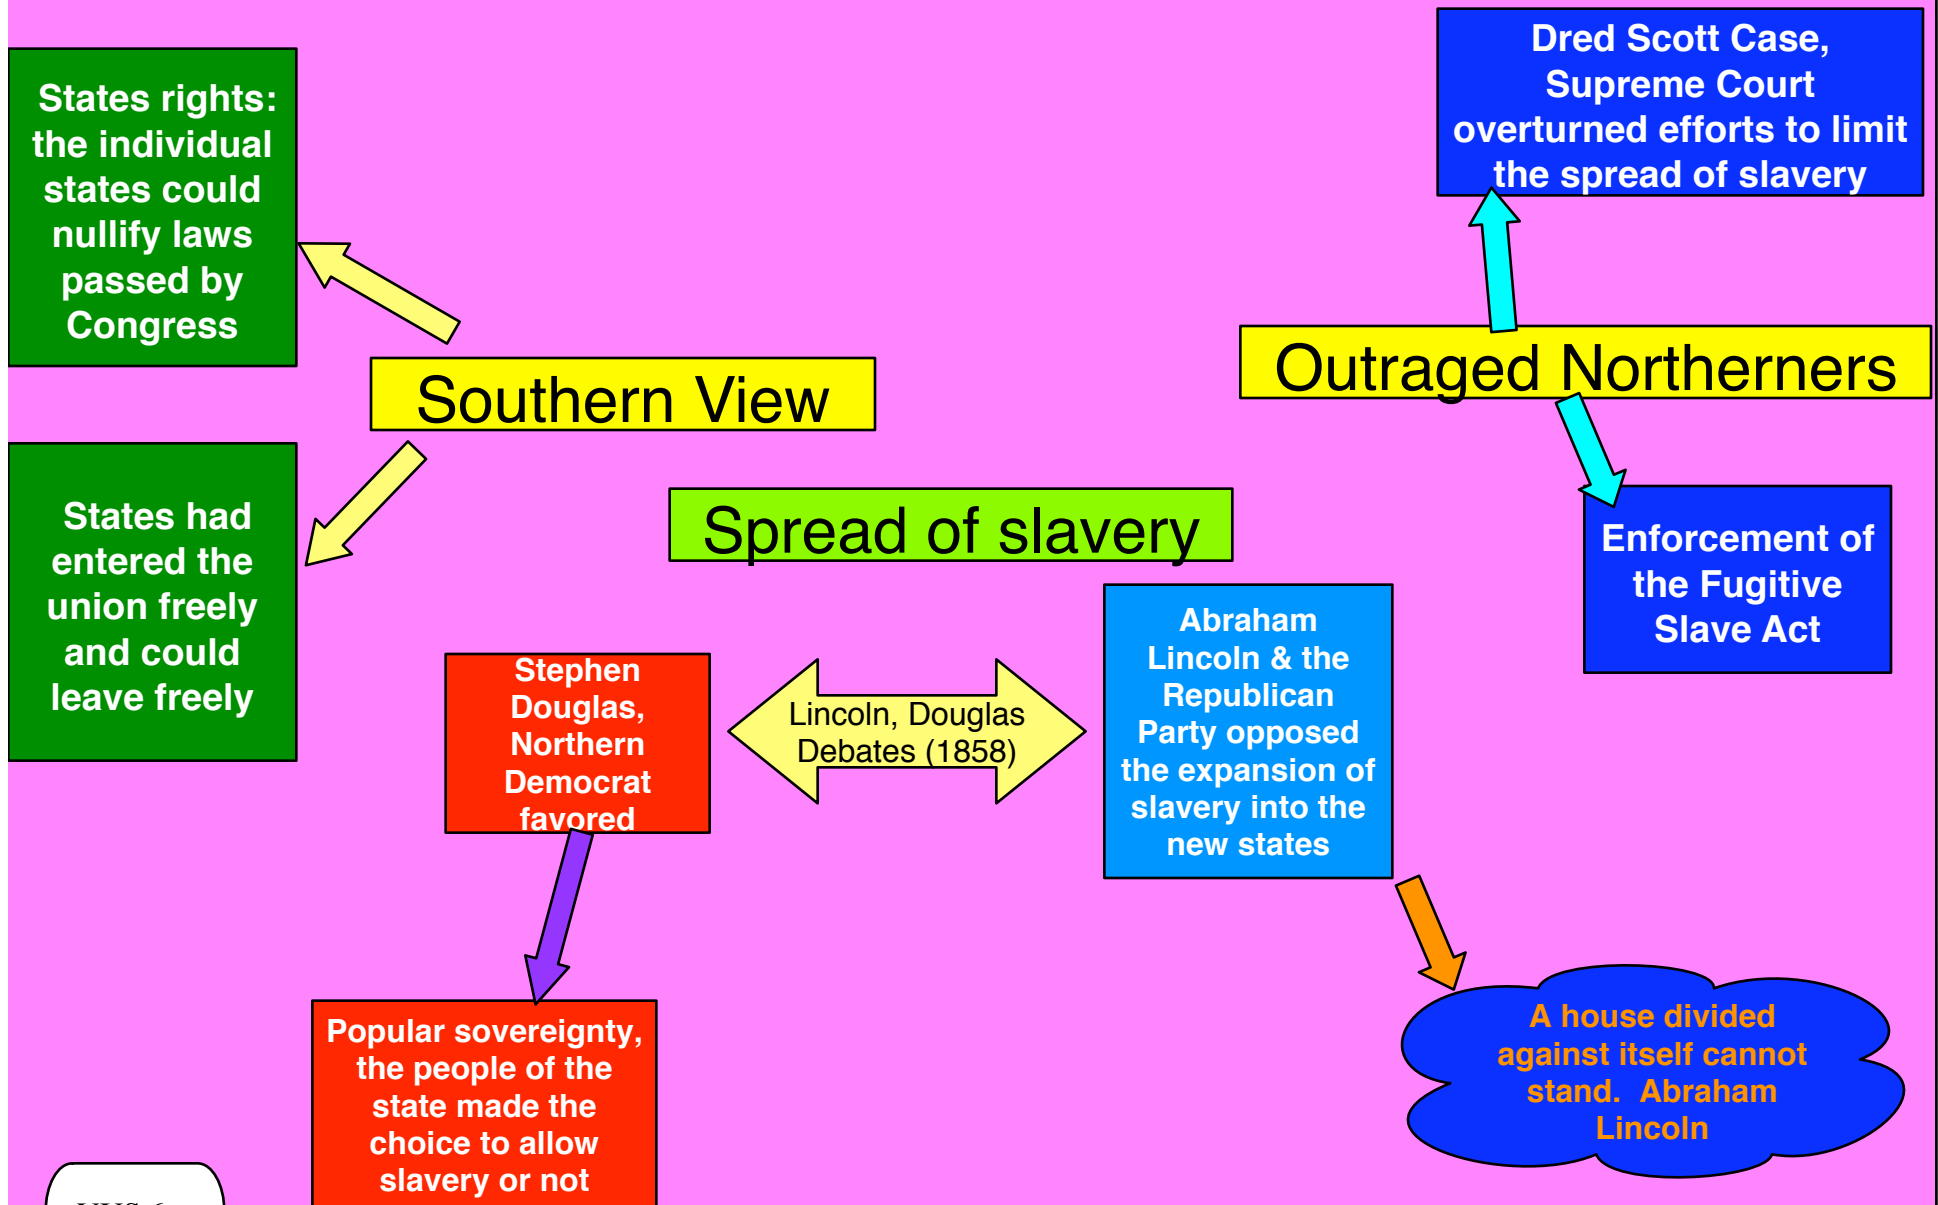 States rights:
the individual
states could
nullify laws
passed by
Congress
Dred Scott Case,
Supreme Court
overturned efforts to limit
the spread of slavery
Southern View
Outraged Northerners
States had
entered the
union freely
and could
leave freely
Spread of slavery
Enforcement of
the Fugitive
Slave Act
Stephen
Douglas,
Northern
Democrat
favored
Lincoln, Douglas
Debates (1858)
Abraham
Lincoln & the
Republican
Party opposed
the expansion of
slavery into the
new states
Popular sovereignty,
the people of the
state made the
choice to allow
slavery or not
A house divided
against itself cannot
stand.  Abraham
Lincoln